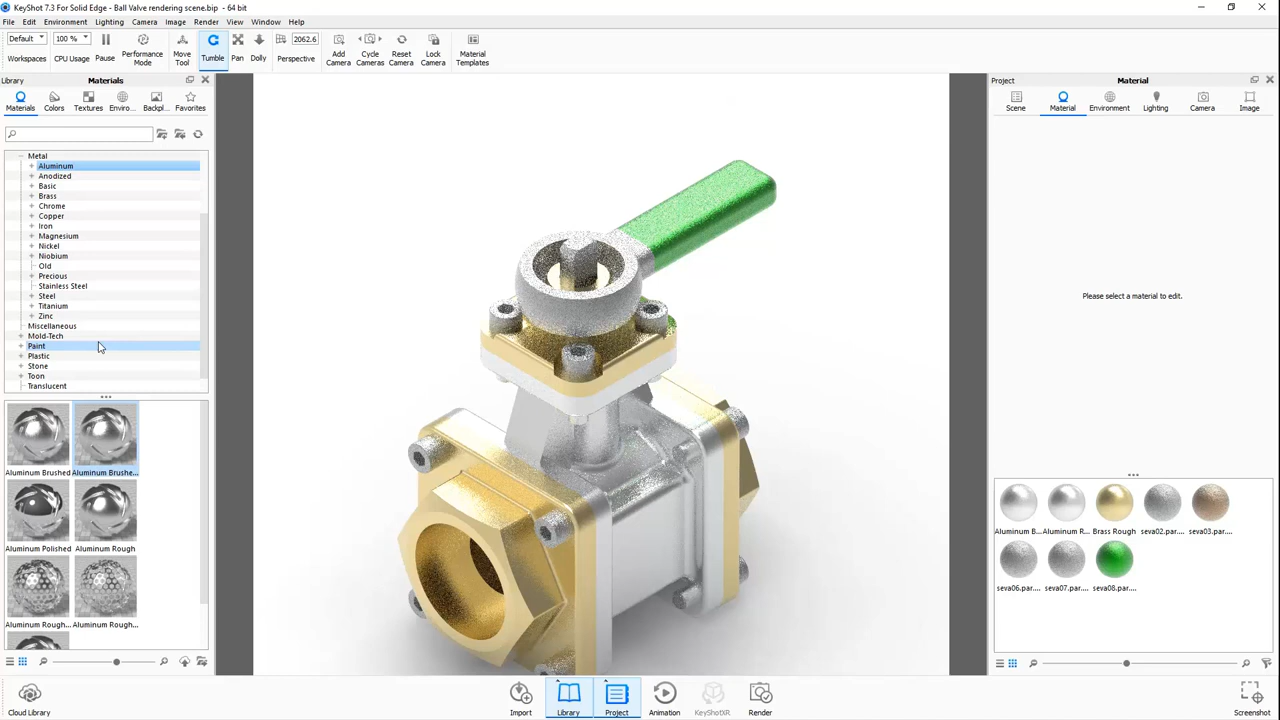 KeyShot 7.3 For Solid Edge - Ball Valve rendering scene.bip - 64 bit
File Edit Environment Lighting Camera Image Render View Window Help
Default 100 % 2062.6
Workspaces CPU Usage Pause Performance Mode Move Tool Tumble Pan Dolly Perspective Add Camera Cycle Cameras Reset Camera Lock Camera Material Templates
Library Materials
Materials Colors Textures Enviro... Backpl... Favorites
Metal
Aluminum
Anodized
Basic
Brass
Chrome
Copper
Iron
Magnesium
Nickel
Niobium
Old
Precious
Stainless Steel
Steel
Titanium
Zinc
Miscellaneous
Mold-Tech
Paint
Plastic
Stone
Toon
Translucent
Aluminum Brushed Aluminum Brushe...
Aluminum Polished Aluminum Rough
Aluminum Rough... Aluminum Rough...
Project Material
Scene Material Environment Lighting Camera Image
Please select a material to edit.
Aluminum B... Aluminum R... Brass Rough seva02.par.... seva03.par....
seva06.par.... seva07.par.... seva08.par....
Cloud Library Import Library Project Animation KeyShotXR Render Screenshot